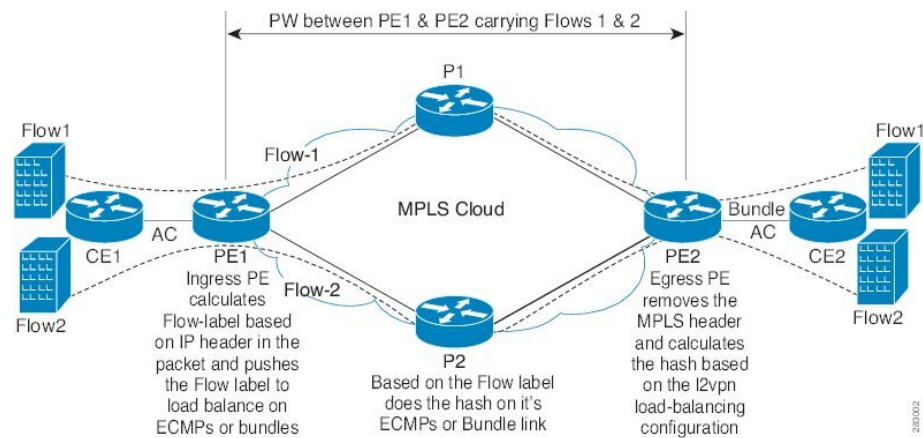 PW between PE1 & PE2 carrying Flows 1 & 2
P1
Flow1
Flow-1
Flow1
MPLS Cloud
Bundle
AC
AC
CE1
PE1
PE2
CE2
Flow2
Flow-2
Flow2
Ingress PE
calculates
Flow-label based
on IP header in the
packet and pushes
the Flow label to
load balance on
ECMPs or bundles
P2
Based on the Flow label
does the hash on it's
ECMPs or Bundle link
Egress PE
removes the
MPLS header
and calculates
the hash based
on the l2vpn
load-balancing
configuration
283002